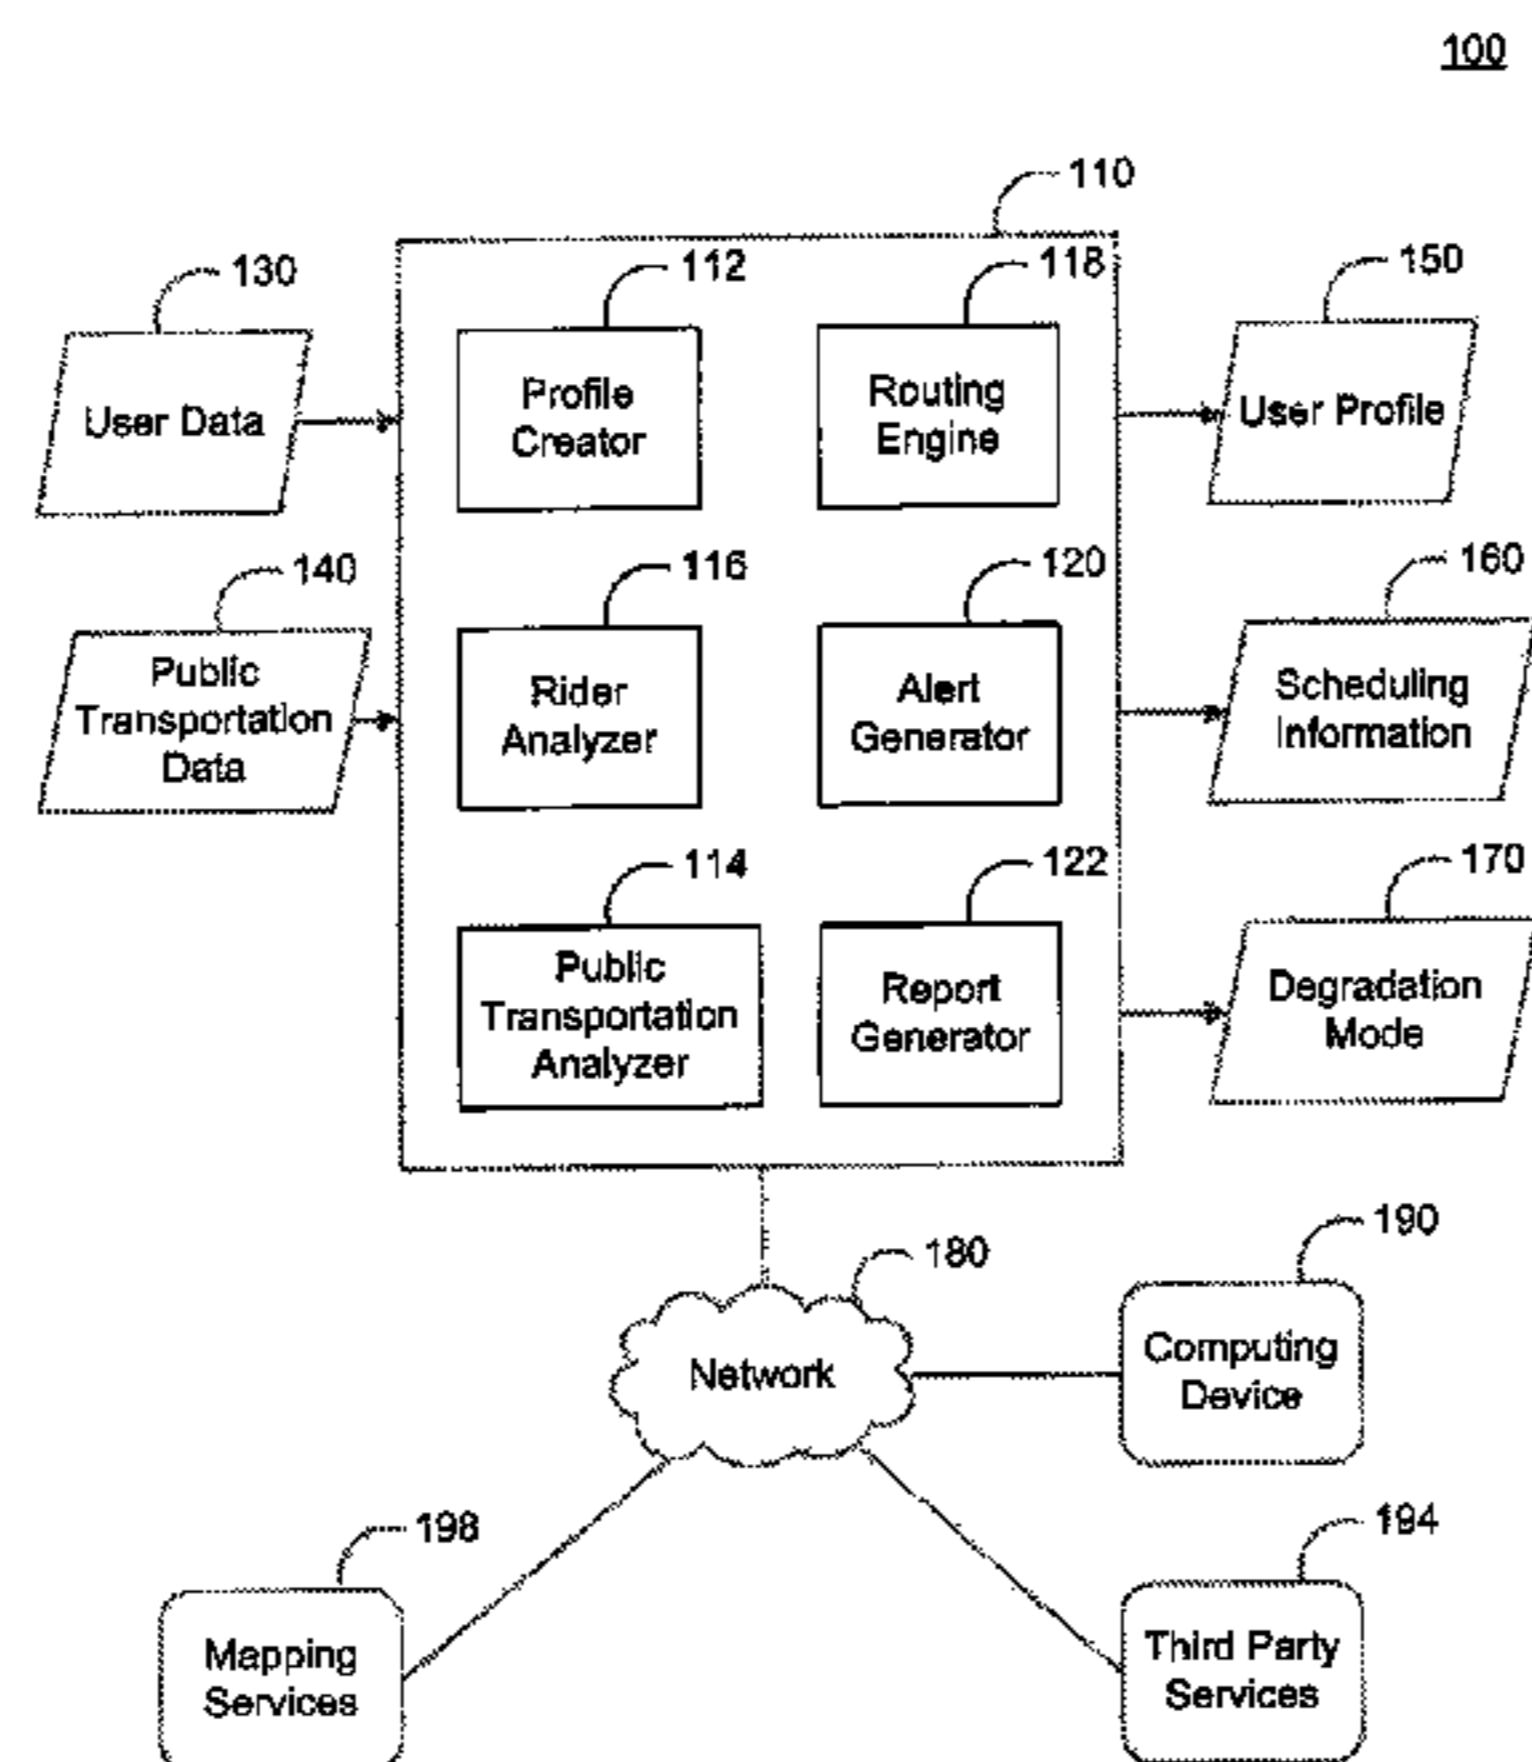 100
110
130
112
118
150
User Data
Profile
Creator
Routing
Engine
User Profile
140
116
120
160
Public
Transportation
Data
Rider
Analyzer
Alert
Generator
Scheduling
Information
114
122
170
Public
Transportation
Analyzer
Report
Generator
Degradation
Mode
180
190
Network
Computing
Device
198
194
Mapping
Services
Third Party
Services